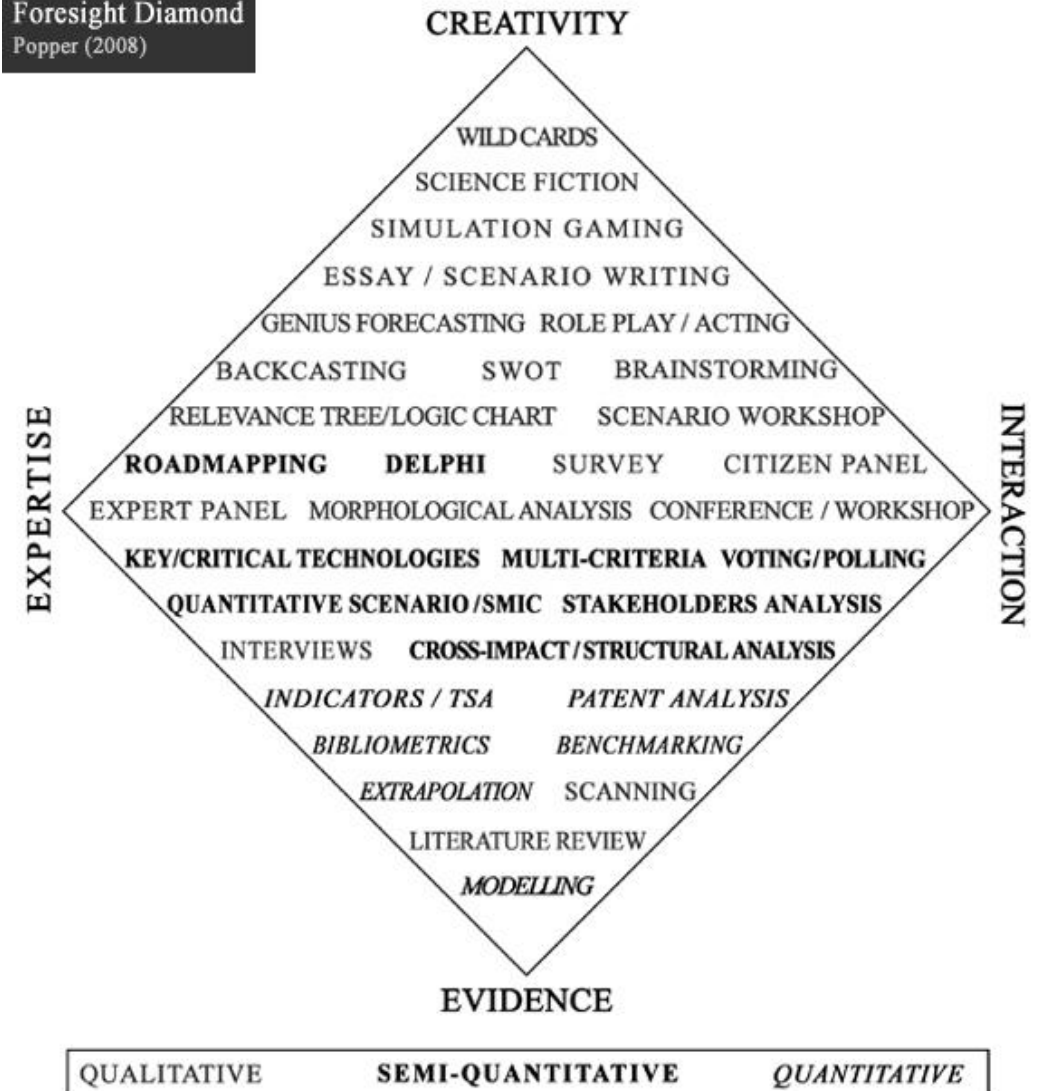 Foresight Diamond
Popper (2008)
CREATIVITY
WILD CARDS
SCIENCE FICTION
SIMULATION GAMING
ESSAY / SCENARIO WRITING
GENIUS FORECASTING ROLE PLAY / ACTING
BACKCASTING SWOT BRAINSTORMING
RELEVANCE TREE/LOGIC CHART SCENARIO WORKSHOP
ROADMAPPING DELPHI SURVEY CITIZEN PANEL
EXPERT PANEL MORPHOLOGICAL ANALYSIS CONFERENCE / WORKSHOP
KEY/CRITICAL TECHNOLOGIES MULTI-CRITERIA VOTING/POLLING
QUANTITATIVE SCENARIO/SMIC STAKEHOLDERS ANALYSIS
INTERVIEWS CROSS-IMPACT / STRUCTURAL ANALYSIS
INDICATORS / TSA PATENT ANALYSIS
BIBLIOMETRICS BENCHMARKING
EXTRAPOLATION SCANNING
LITERATURE REVIEW
MODELLING
EXPERTISE
INTERACTION
EVIDENCE
QUALITATIVE SEMI-QUANTITATIVE QUANTITATIVE